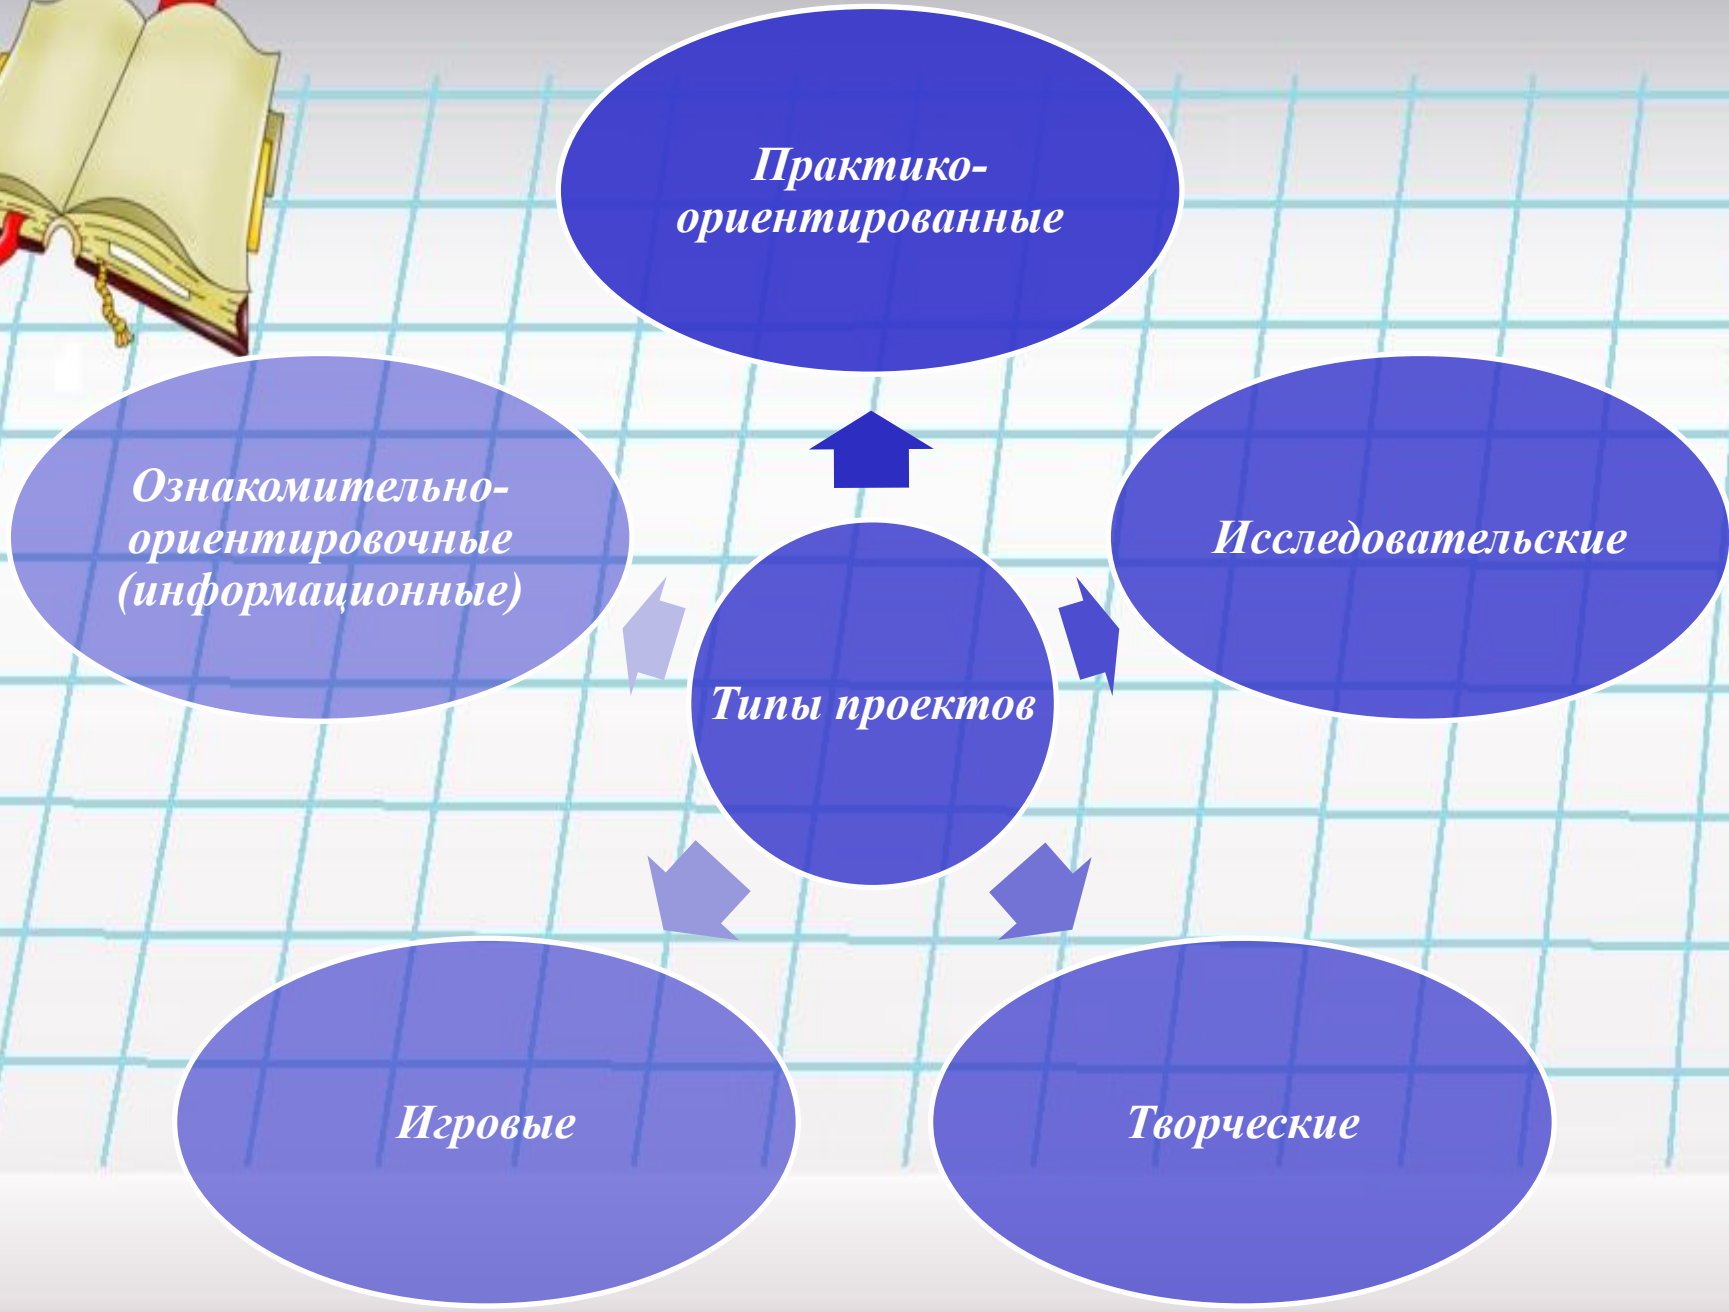 Практико-
ориентированные
Ознакомительно-
ориентировочные
(информационные)
Исследовательские
Типы проектов
Игровые
Творческие